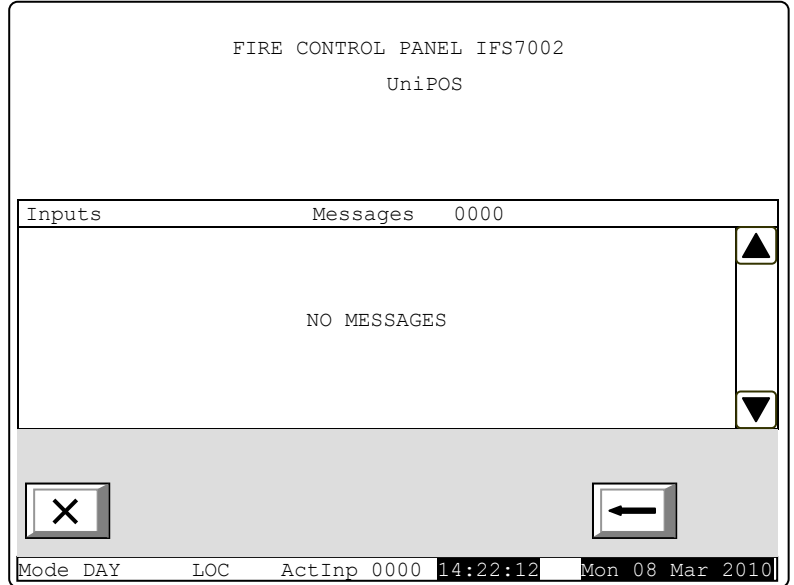 FIRE CONTROL PANEL IFS7002
UniPOS
Inputs Messages 0000
NO MESSAGES
Mode DAY LOC ActInp 0000 14:22:12 Mon 08 Mar 2010